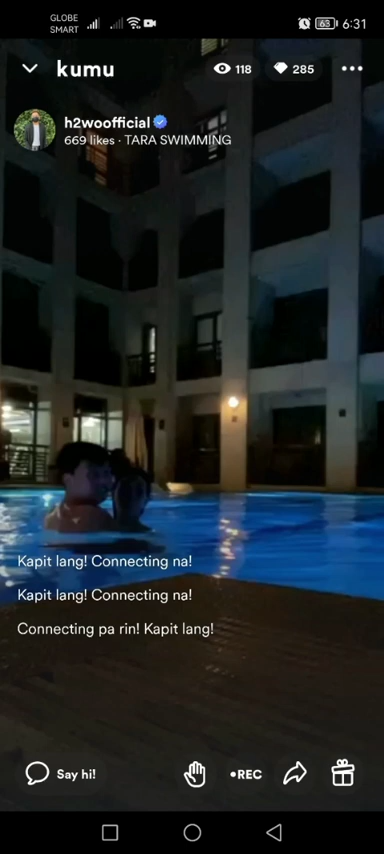 GLOBE
SMART
63 6:31
kumu 118 285
h2woofficial
669 likes · TARA SWIMMING
Kapit lang! Connecting na!
Kapit lang! Connecting na!
Connecting pa rin! Kapit lang!
Say hi! •REC